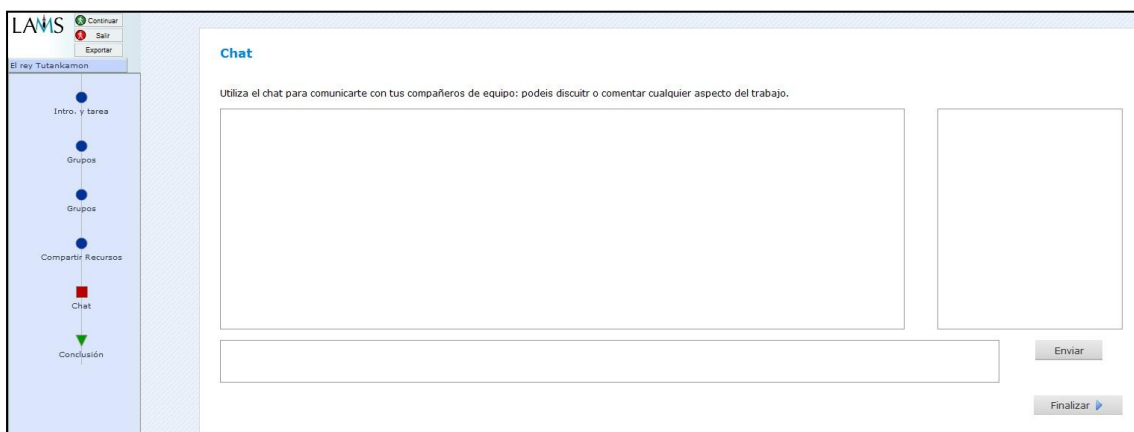 LAMS
Continuar
Salir
Exportar
El rey Tutankamon
Intro. y tarea
Grupos
Grupos
Compartir Recursos
Chat
Conclusión
Chat
Utiliza el chat para comunicarte con tus compañeros de equipo: podeis discuitr o comentar cualquier aspecto del trabajo.
Enviar
Finalizar